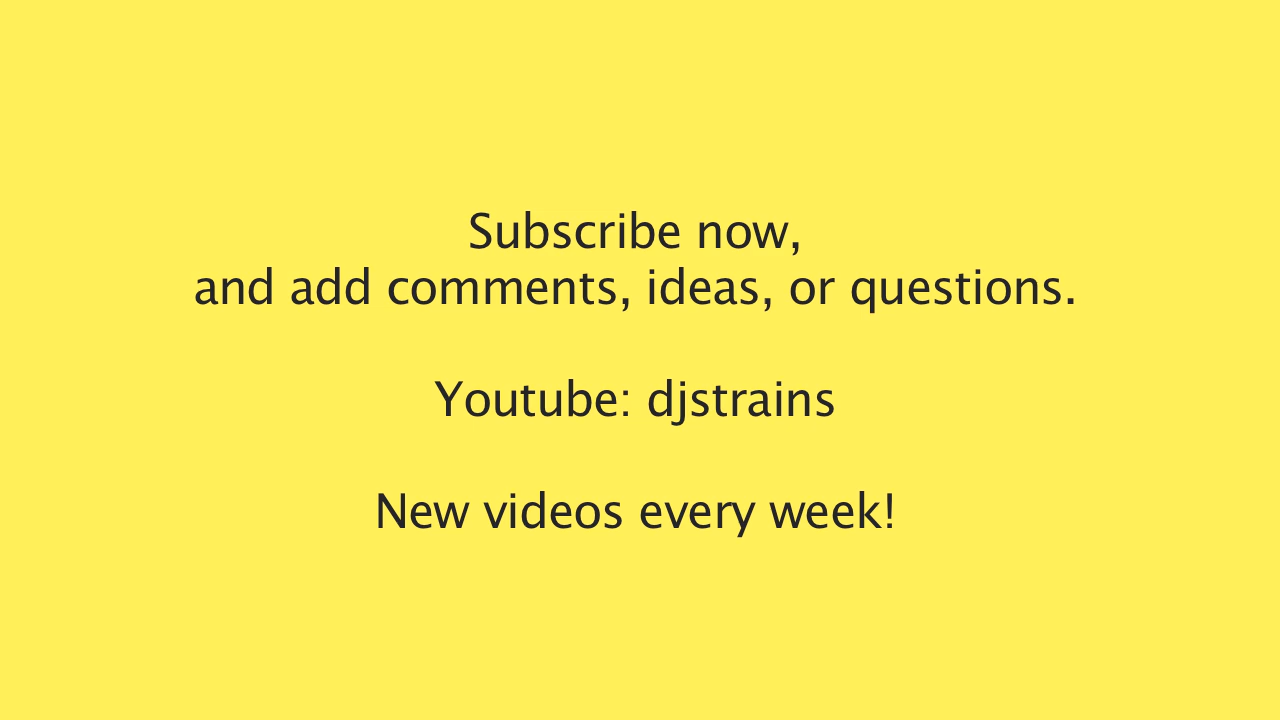 Subscribe now,
and add comments, ideas, or questions.
Youtube: djstrains
New videos every week!